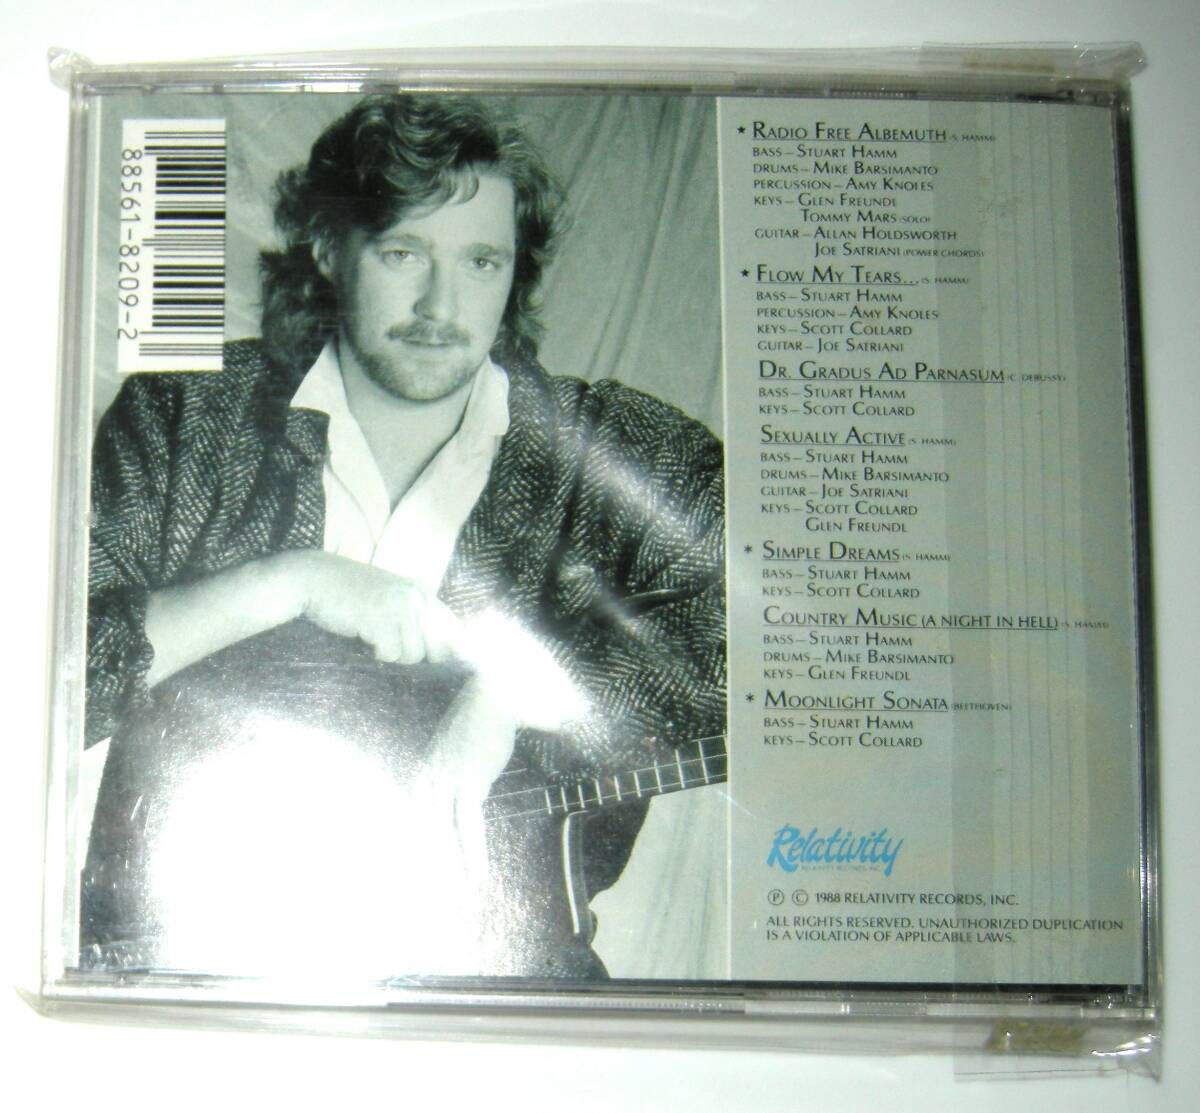 88561-8209-2
* RADIO FREE ALBEMUTH (S. HAMM)
BASS – STUART HAMM
DRUMS – MIKE BARSIMANTO
PERCUSSION – AMY KNOLES
KEYS – GLEN FREUNDL
TOMMY MARS (SOLO)
GUITAR – ALLAN HOLDSWORTH
JOE SATRIANI (POWER CHORDS)
* FLOW MY TEARS... (S. HAMM)
BASS – STUART HAMM
PERCUSSION – AMY KNOLES
KEYS – SCOTT COLLARD
GUITAR – JOE SATRIANI
DR. GRADUS AD PARNASUM (C. DEBUSSY)
BASS – STUART HAMM
KEYS – SCOTT COLLARD
SEXUALLY ACTIVE (S. HAMM)
BASS – STUART HAMM
DRUMS – MIKE BARSIMANTO
GUITAR – JOE SATRIANI
KEYS – SCOTT COLLARD
GLEN FREUNDL
* SIMPLE DREAMS (S. HAMM)
BASS – STUART HAMM
KEYS – SCOTT COLLARD
COUNTRY MUSIC (A NIGHT IN HELL) (S. HAMM)
BASS – STUART HAMM
DRUMS – MIKE BARSIMANTO
KEYS – GLEN FREUNDL
* MOONLIGHT SONATA (BEETHOVEN)
BASS – STUART HAMM
KEYS – SCOTT COLLARD
Relativity
RELATIVITY RECORDS, INC.
℗ © 1988 RELATIVITY RECORDS, INC.
ALL RIGHTS RESERVED. UNAUTHORIZED DUPLICATION
IS A VIOLATION OF APPLICABLE LAWS.